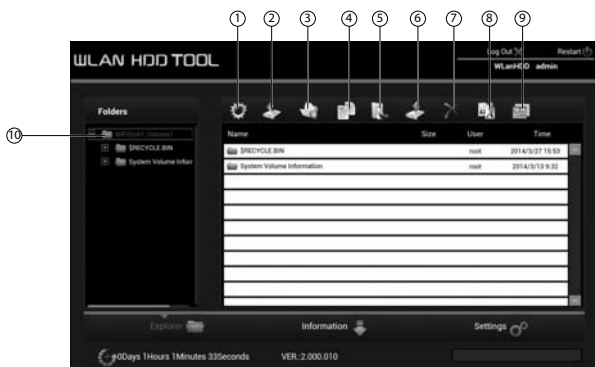 ① ② ③ ④ ⑤ ⑥ ⑦ ⑧ ⑨
WLAN HDD TOOL
Log Out Restart
WLanHDD admin
Folders
Name Size User Time
⑩
WiFiDisk1_Volume1
$RECYCLE.BIN
System Volume Infor
$RECYCLE.BIN root 2014/3/27 15:53
System Volume Information root 2014/3/13 9:32
Explorer Information Settings
0Days 1Hours 1Minutes 33Seconds VER.:2.000.010